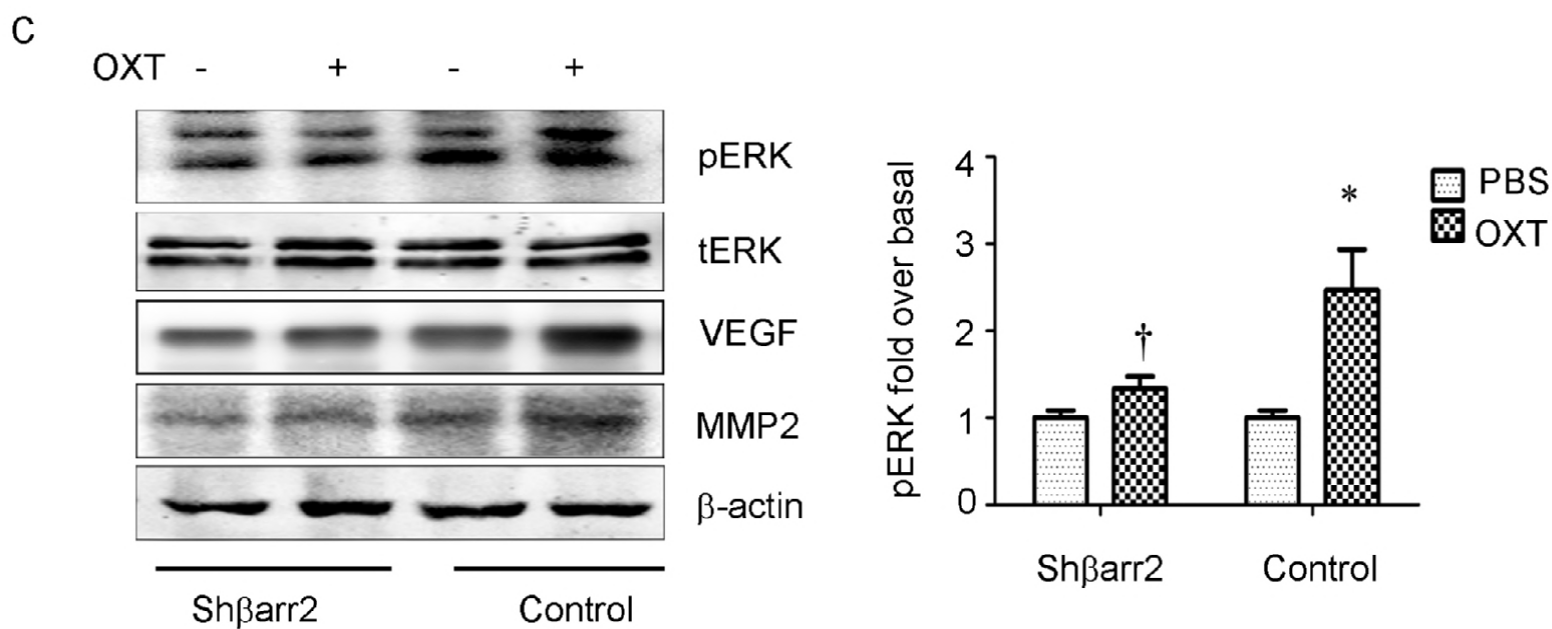 C
OXT - + - +
pERK
tERK
VEGF
MMP2
β-actin
Shβarr2 Control
pERK fold over basal
4
3
2
1
0
*
†
PBS
OXT
Shβarr2 Control